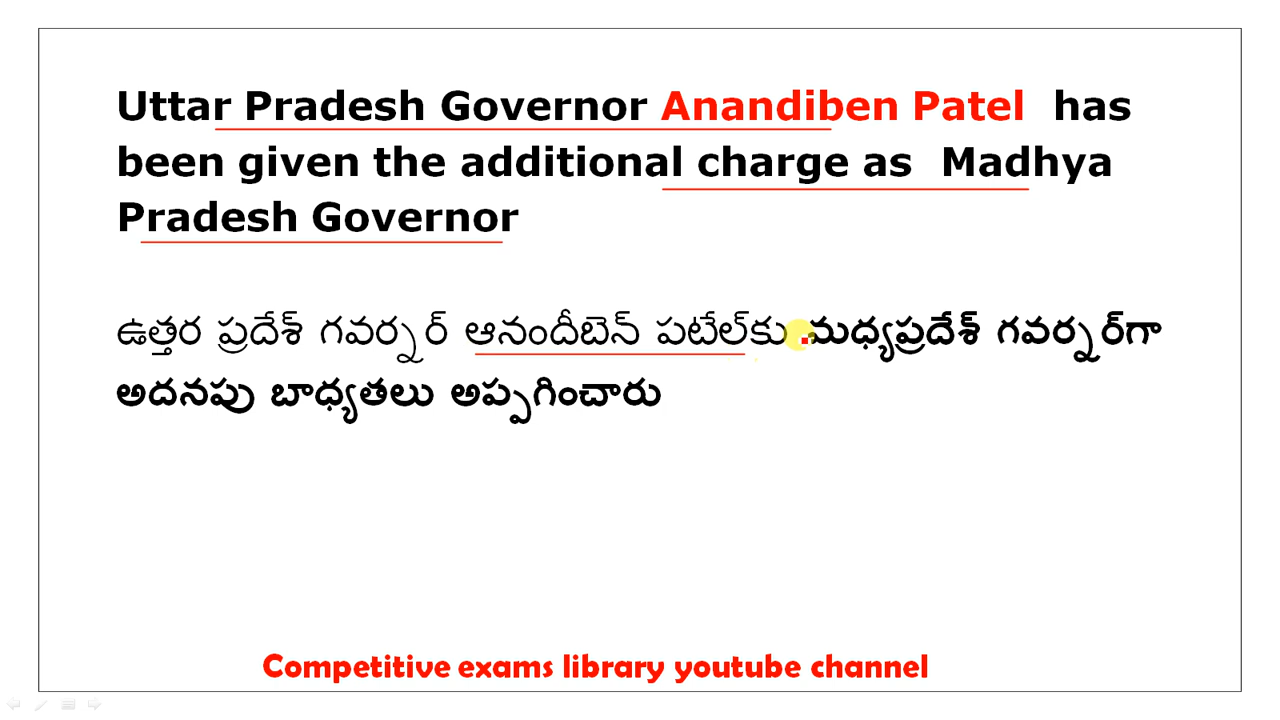 Uttar Pradesh Governor Anandiben Patel has
been given the additional charge as Madhya
Pradesh Governor
ఉత్తర ప్రదేశ్ గవర్నర్ ఆనందీబెన్ పటేల్‌కు మధ్యప్రదేశ్ గవర్నర్‌గా
అదనపు బాధ్యతలు అప్పగించారు
Competitive exams library youtube channel